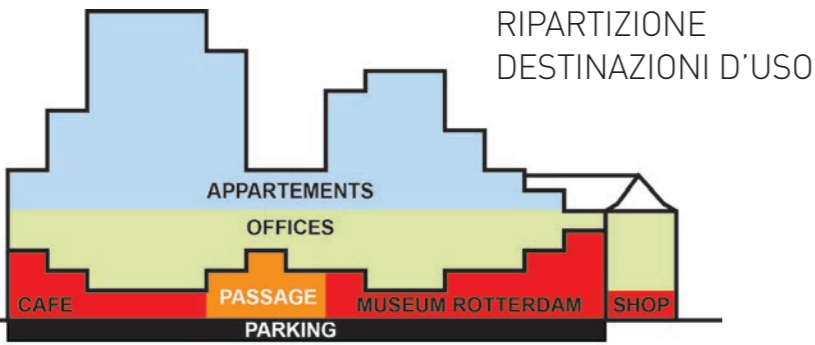 RIPARTIZIONE
DESTINAZIONI D'USO
APPARTEMENTS
OFFICES
CAFE
PASSAGE
MUSEUM ROTTERDAM
SHOP
PARKING